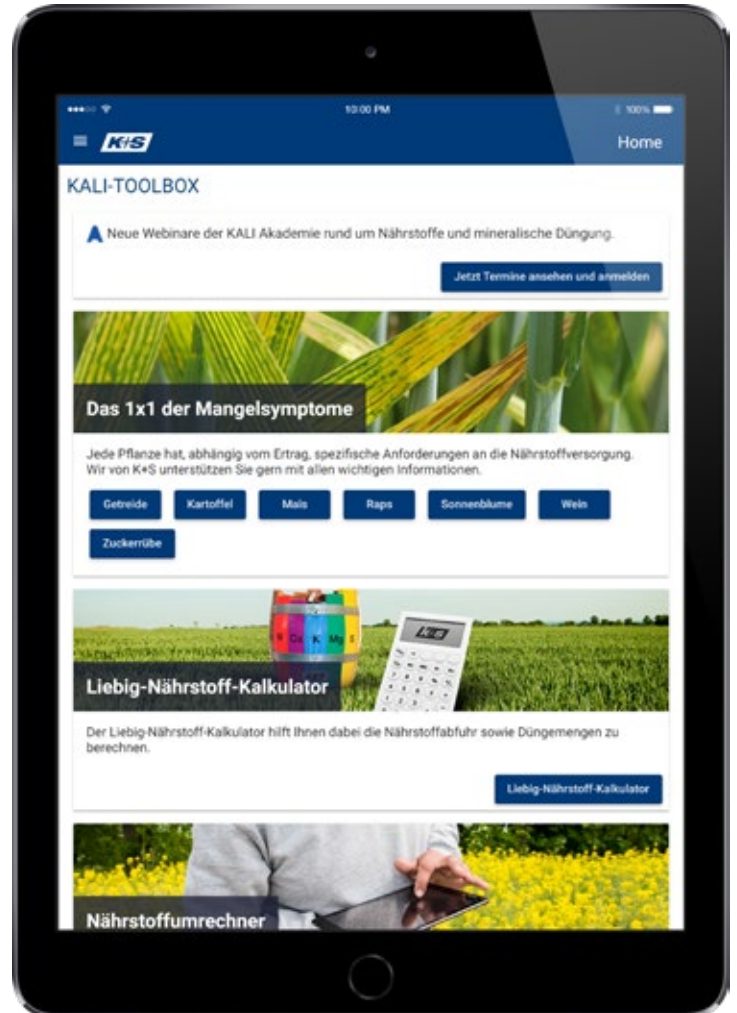 10:00 PM
100%
K+S
Home
KALI-TOOLBOX
Neue Webinare der KALI Akademie rund um Nährstoffe und mineralische Düngung.
Jetzt Termine ansehen und anmelden
Das 1x1 der Mangelsymptome
Jede Pflanze hat, abhängig vom Ertrag, spezifische Anforderungen an die Nährstoffversorgung.
Wir von K+S unterstützen Sie gern mit allen wichtigen Informationen.
Getreide Kartoffel Mais Raps Sonnenblume Wein
Zuckerrübe
Ca K Mg S
K+S
Liebig-Nährstoff-Kalkulator
Der Liebig-Nährstoff-Kalkulator hilft Ihnen dabei die Nährstoffabfuhr sowie Düngemengen zu
berechnen.
Liebig-Nährstoff-Kalkulator
Nährstoffumrechner